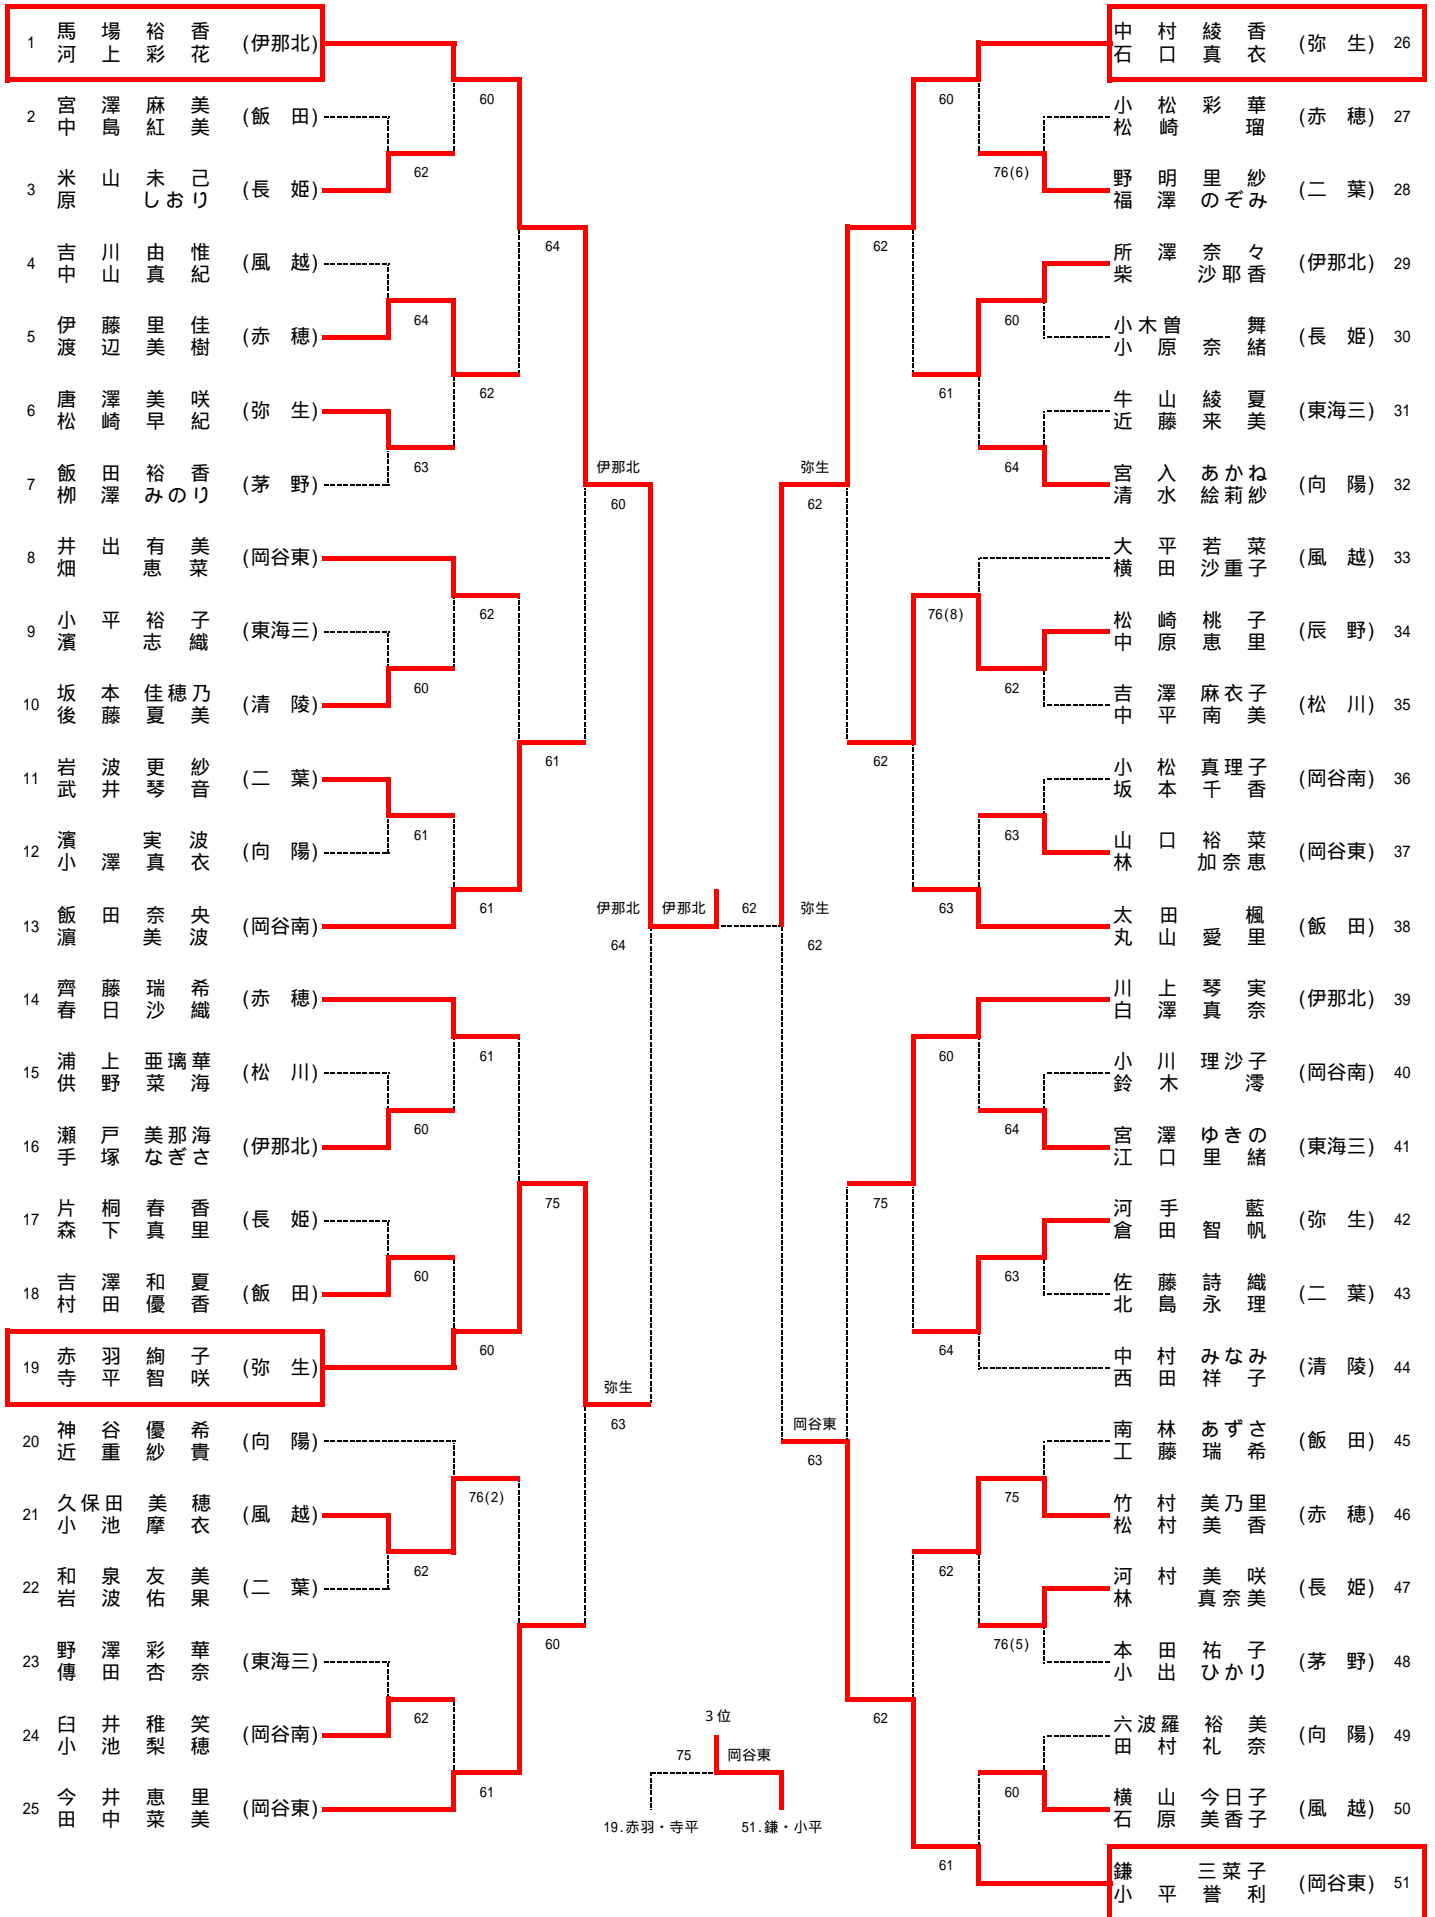 1 馬場裕香 (伊那北)
河上彩花
2 宮澤麻美 (飯田)
中島紅美
3 米山未己 (長姫)
原しおり
4 吉川由惟 (風越)
中山真紀
5 伊藤里佳 (赤穂)
渡辺美樹
6 唐澤美咲 (弥生)
松崎早紀
7 飯田裕香 (茅野)
栁澤みのり
8 井出有美 (岡谷東)
畑恵菜
9 小平裕子 (東海三)
濱志織
10 坂本佳穂乃 (清陵)
後藤夏美
11 岩波更紗 (二葉)
武井琴音
12 濱実波 (向陽)
小澤真衣
13 飯田奈央 (岡谷南)
濵美波
14 齊藤瑞希 (赤穂)
春日沙織
15 浦上亜璃華 (松川)
供野菜海
16 瀬戸美那海 (伊那北)
手塚なぎさ
17 片桐春香 (長姫)
森下真里
18 吉澤和夏 (飯田)
村田優香
19 赤羽絢子 (弥生)
寺平智咲
20 神谷優希 (向陽)
近重紗貴
21 久保田美穂 (風越)
小池摩衣
22 和泉友美 (二葉)
岩波佑果
23 野澤彩華 (東海三)
傳田杏奈
24 臼井稚笑 (岡谷南)
小池梨穂
25 今井恵里 (岡谷東)
田中菜美
60
62
64
64
62
63
伊那北
60
62
60
61
61
61
伊那北
64
伊那北
62
61
60
75
60
60
弥生
63
76(2)
62
60
62
61
3位
75
岡谷東
19.赤羽・寺平
51.鎌・小平
60
76(6)
62
60
61
64
弥生
62
76(8)
62
62
63
63
弥生
62
60
64
75
63
64
岡谷東
63
75
62
76(5)
62
60
61
中村綾香 (弥生) 26
石口真衣
小松彩華 (赤穂) 27
松崎瑠
野明里紗 (二葉) 28
福澤のぞみ
所澤奈々 (伊那北) 29
柴沙耶香
小木曽舞 (長姫) 30
小原奈緒
牛山綾夏 (東海三) 31
近藤来美
宮入あかね (向陽) 32
清水絵莉紗
大平若菜 (風越) 33
横田沙重子
松崎桃子 (辰野) 34
中原恵里
吉澤麻衣子 (松川) 35
中平南美
小松真理子 (岡谷南) 36
坂本千香
山口裕菜 (岡谷東) 37
林加奈恵
太田楓 (飯田) 38
丸山愛里
川上琴実 (伊那北) 39
白澤真奈
小川理沙子 (岡谷南) 40
鈴木澪
宮澤ゆきの (東海三) 41
江口里緒
河手藍 (弥生) 42
倉田智帆
佐藤詩織 (二葉) 43
北島永理
中村みなみ (清陵) 44
西田祥子
南林あずさ (飯田) 45
工藤瑞希
竹村美乃里 (赤穂) 46
松村美香
河村美咲 (長姫) 47
林真奈美
本田祐子 (茅野) 48
小出ひかり
六波羅裕美 (向陽) 49
田村礼奈
横山今日子 (風越) 50
石原美香子
鎌三菜子 (岡谷東) 51
小平誉利